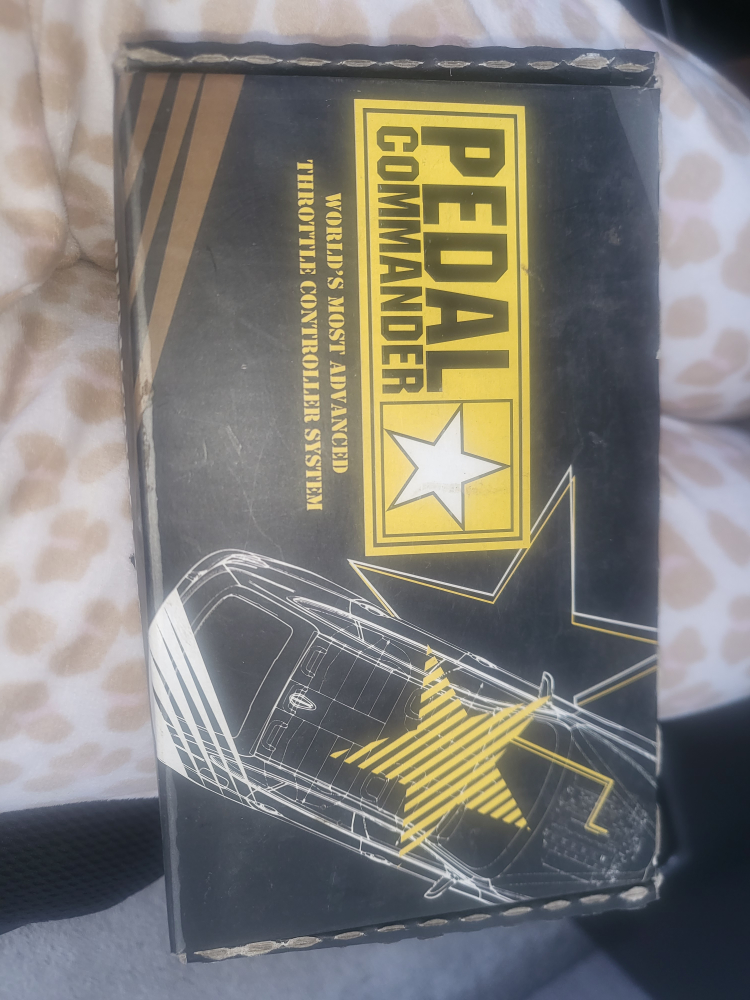 PEDAL
COMMANDER
WORLD'S MOST ADVANCED
THROTTLE CONTROLLER SYSTEM